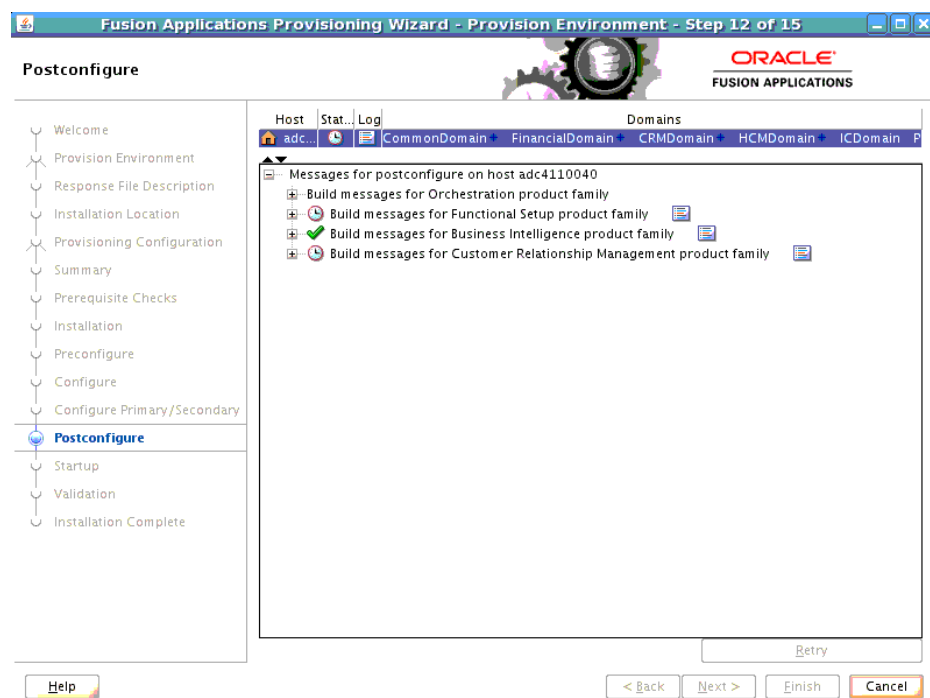 Fusion Applications Provisioning Wizard - Provision Environment - Step 12 of 15
Postconfigure
ORACLE
FUSION APPLICATIONS
Host Stat... Log Domains
adc... CommonDomain+ FinancialDomain+ CRMDomain+ HCMDomain+ ICDomain P
Messages for postconfigure on host adc4110040
Build messages for Orchestration product family
Build messages for Functional Setup product family
Build messages for Business Intelligence product family
Build messages for Customer Relationship Management product family
Welcome
Provision Environment
Response File Description
Installation Location
Provisioning Configuration
Summary
Prerequisite Checks
Installation
Preconfigure
Configure
Configure Primary/Secondary
Postconfigure
Startup
Validation
Installation Complete
Retry
Help
< Back Next > Finish Cancel